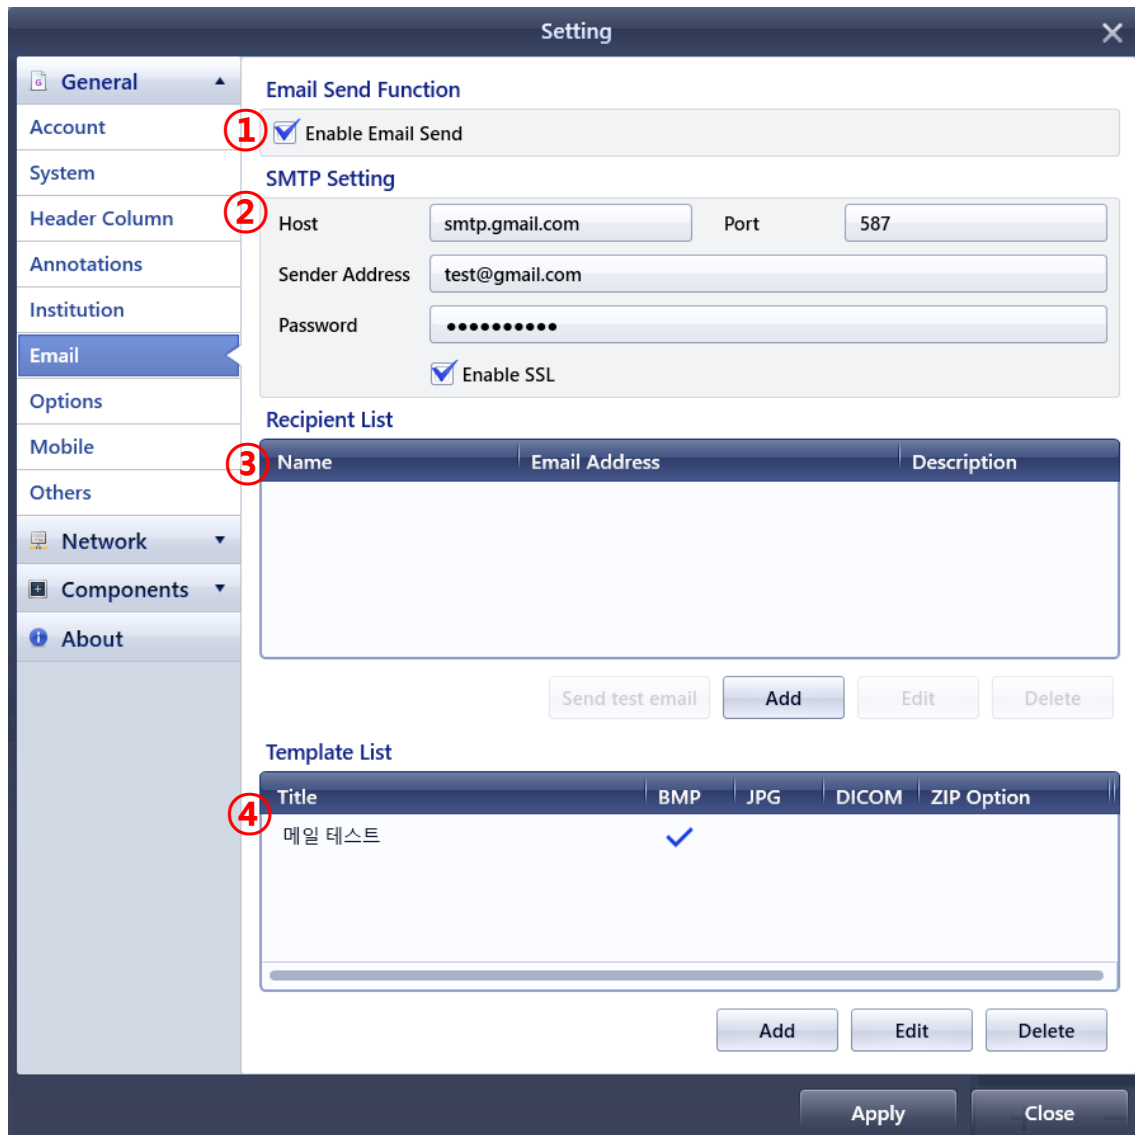 Setting
General
Account
System
Header Column
Annotations
Institution
Email
Options
Mobile
Others
Network
Components
About
Email Send Function
① Enable Email Send
SMTP Setting
② Host smtp.gmail.com Port 587
Sender Address test@gmail.com
Password ••••••••••
Enable SSL
Recipient List
③ Name Email Address Description
Send test email Add Edit Delete
Template List
④ Title BMP JPG DICOM ZIP Option
메일 테스트
Add Edit Delete
Apply Close